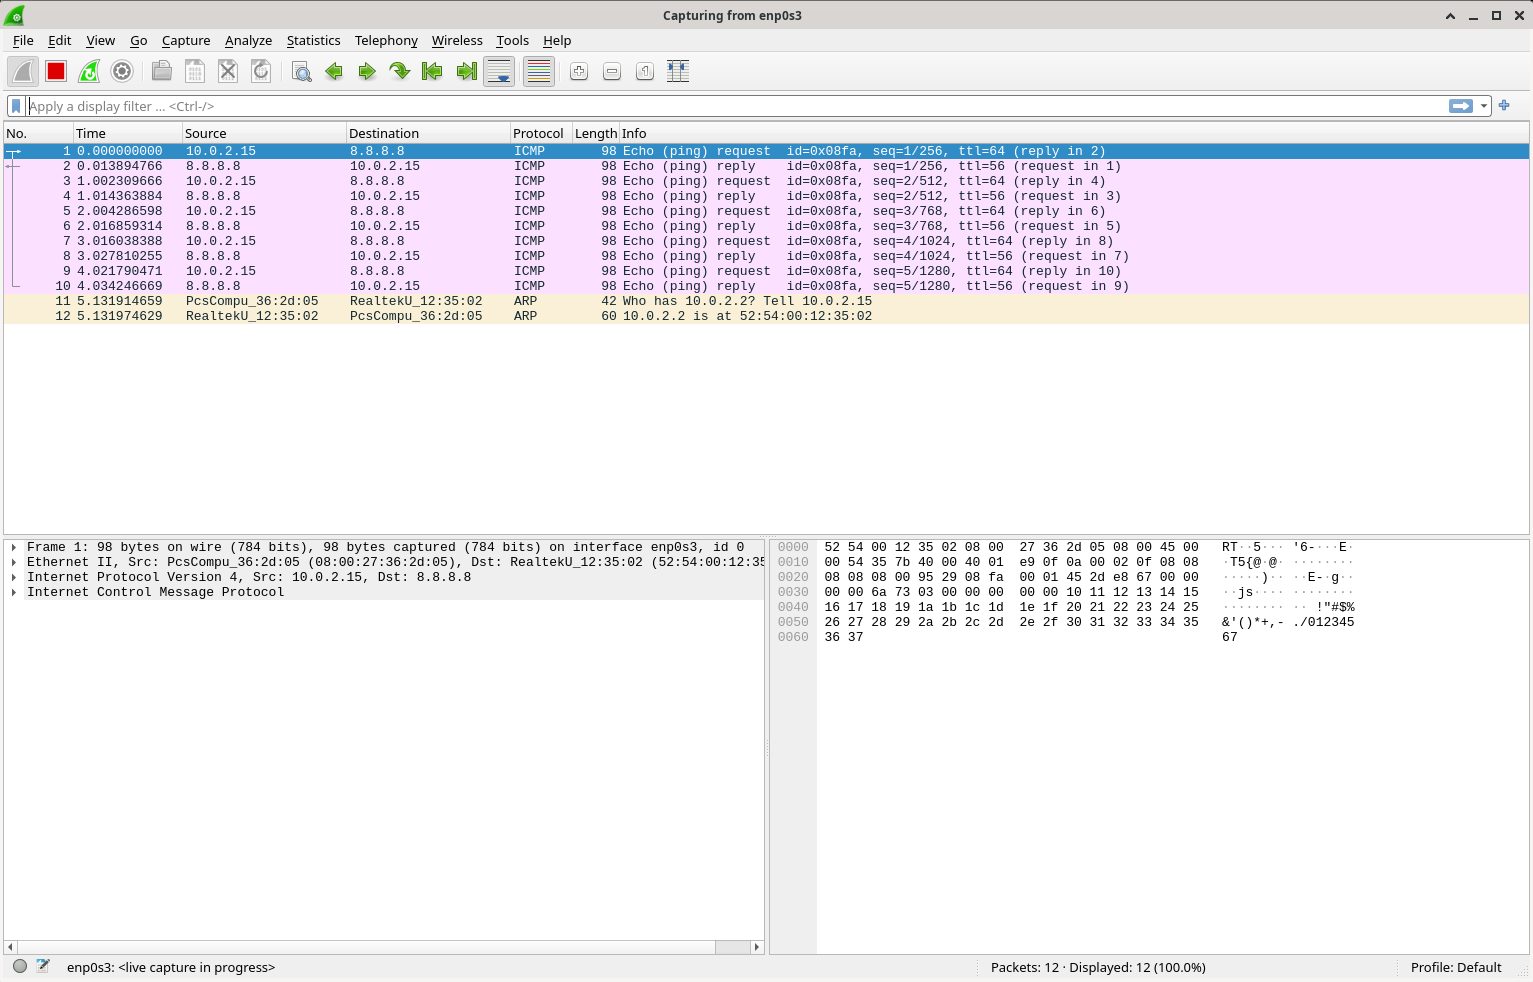 Capturing from enp0s3
File Edit View Go Capture Analyze Statistics Telephony Wireless Tools Help
Apply a display filter ... <Ctrl-/>
No. Time Source Destination Protocol Length Info
1 0.000000000 10.0.2.15 8.8.8.8 ICMP 98 Echo (ping) request id=0x08fa, seq=1/256, ttl=64 (reply in 2)
2 0.013894766 8.8.8.8 10.0.2.15 ICMP 98 Echo (ping) reply id=0x08fa, seq=1/256, ttl=56 (request in 1)
3 1.002309666 10.0.2.15 8.8.8.8 ICMP 98 Echo (ping) request id=0x08fa, seq=2/512, ttl=64 (reply in 4)
4 1.014363884 8.8.8.8 10.0.2.15 ICMP 98 Echo (ping) reply id=0x08fa, seq=2/512, ttl=56 (request in 3)
5 2.004286598 10.0.2.15 8.8.8.8 ICMP 98 Echo (ping) request id=0x08fa, seq=3/768, ttl=64 (reply in 6)
6 2.016859314 8.8.8.8 10.0.2.15 ICMP 98 Echo (ping) reply id=0x08fa, seq=3/768, ttl=56 (request in 5)
7 3.016038388 10.0.2.15 8.8.8.8 ICMP 98 Echo (ping) request id=0x08fa, seq=4/1024, ttl=64 (reply in 8)
8 3.027810255 8.8.8.8 10.0.2.15 ICMP 98 Echo (ping) reply id=0x08fa, seq=4/1024, ttl=56 (request in 7)
9 4.021790471 10.0.2.15 8.8.8.8 ICMP 98 Echo (ping) request id=0x08fa, seq=5/1280, ttl=64 (reply in 10)
10 4.034246669 8.8.8.8 10.0.2.15 ICMP 98 Echo (ping) reply id=0x08fa, seq=5/1280, ttl=56 (request in 9)
11 5.131914659 PcsCompu_36:2d:05 RealtekU_12:35:02 ARP 42 Who has 10.0.2.2? Tell 10.0.2.15
12 5.131974629 RealtekU_12:35:02 PcsCompu_36:2d:05 ARP 60 10.0.2.2 is at 52:54:00:12:35:02
Frame 1: 98 bytes on wire (784 bits), 98 bytes captured (784 bits) on interface enp0s3, id 0
Ethernet II, Src: PcsCompu_36:2d:05 (08:00:27:36:2d:05), Dst: RealtekU_12:35:02 (52:54:00:12:35
Internet Protocol Version 4, Src: 10.0.2.15, Dst: 8.8.8.8
Internet Control Message Protocol
0000 52 54 00 12 35 02 08 00 27 36 2d 05 08 00 45 00 RT··5··· '6-···E·
0010 00 54 35 7b 40 00 40 01 e9 0f 0a 00 02 0f 08 08 ·T5{@·@· ········
0020 08 08 08 00 95 29 08 fa 00 01 45 2d e8 67 00 00 ·····)·· ··E-·g··
0030 00 00 6a 73 03 00 00 00 00 00 10 11 12 13 14 15 ··js···· ········
0040 16 17 18 19 1a 1b 1c 1d 1e 1f 20 21 22 23 24 25 ········ ·· !"#$%
0050 26 27 28 29 2a 2b 2c 2d 2e 2f 30 31 32 33 34 35 &'()*+,- ./012345
0060 36 37 67
enp0s3: <live capture in progress> Packets: 12 · Displayed: 12 (100.0%) Profile: Default